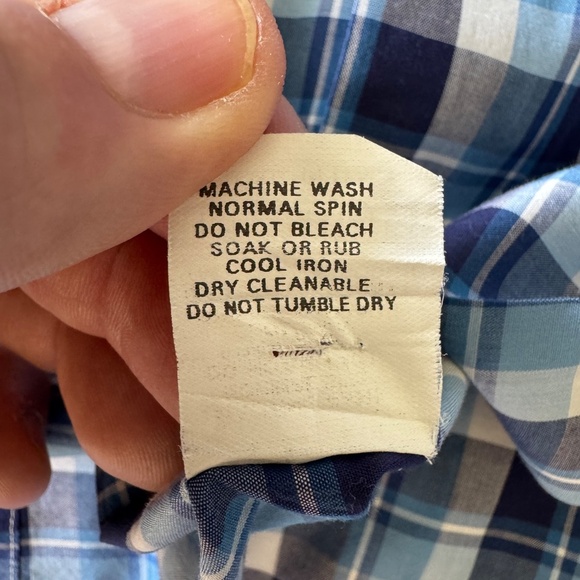 MACHINE WASH
NORMAL SPIN
DO NOT BLEACH
SOAK OR RUB
COOL IRON
DRY CLEANABLE
DO NOT TUMBLE DRY